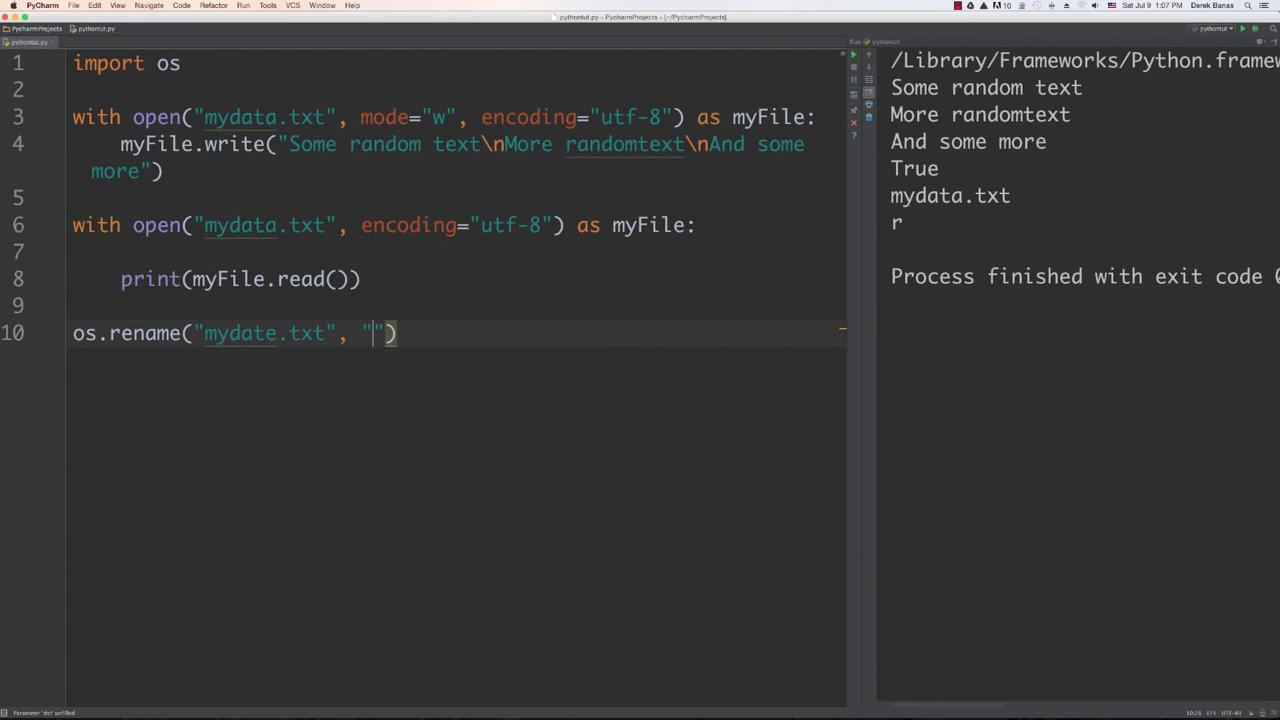 PyCharm File Edit View Navigate Code Refactor Run Tools VCS Window Help
10 Sat Jul 9 1:07 PM Derek Banas
pythontut.py - PycharmProjects - [~/PycharmProjects]
PycharmProjects pythontut.py
pythontut
pythontut.py
Run pythontut
1 import os
2
3 with open("mydata.txt", mode="w", encoding="utf-8") as myFile:
4 myFile.write("Some random text\nMore randomtext\nAnd some
more")
5
6 with open("mydata.txt", encoding="utf-8") as myFile:
7
8 print(myFile.read())
9
10 os.rename("mydate.txt", "")
/Library/Frameworks/Python.framew
Some random text
More randomtext
And some more
True
mydata.txt
r
Process finished with exit code 0
Parameter 'dst' unfilled
10:26 LF≑ UTF-8≑